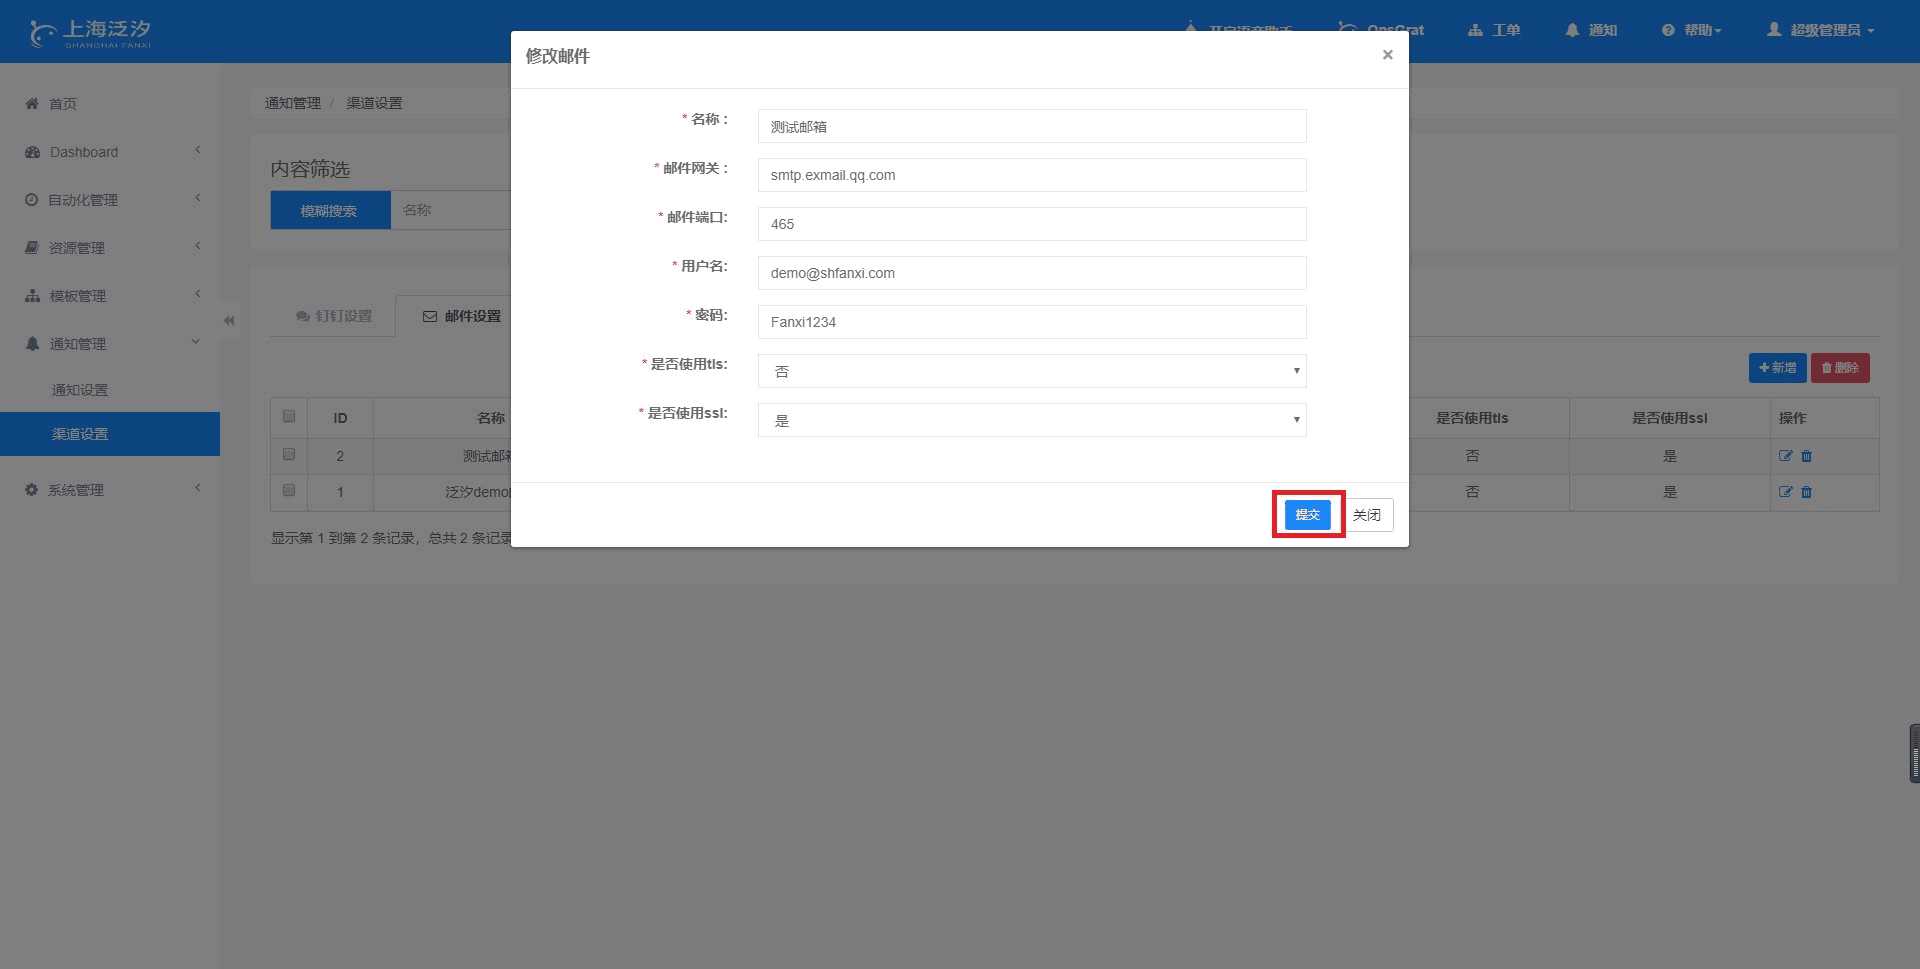 上海泛汐
SHANGHAI FANXI
OpsGrat
工单
通知
帮助
超级管理员
首页
Dashboard
自动化管理
资源管理
模板管理
通知管理
通知设置
渠道设置
系统管理
通知管理 / 渠道设置
内容筛选
模糊搜索 名称
钉钉设置 邮件设置
新增 删除
ID 名称 是否使用tls 是否使用ssl 操作
2 测试邮箱 否 是
1 泛汐demo 否 是
显示第 1 到第 2 条记录，总共 2 条记录
修改邮件 ×
* 名称： 测试邮箱
* 邮件网关： smtp.exmail.qq.com
* 邮件端口: 465
* 用户名: demo@shfanxi.com
* 密码: Fanxi1234
* 是否使用tls: 否
* 是否使用ssl: 是
提交 关闭